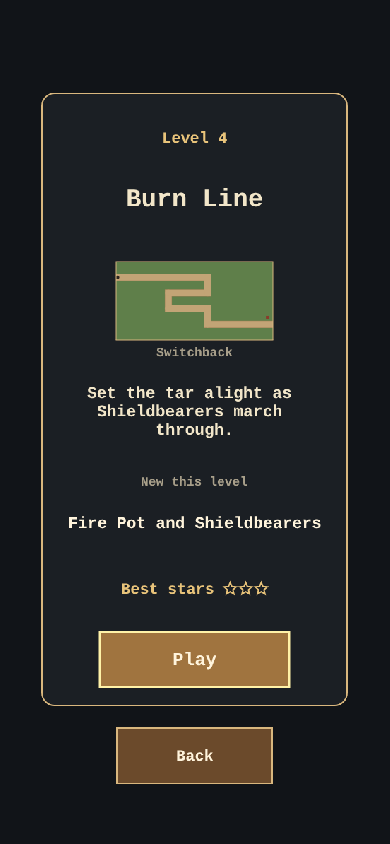 Level 4
Burn Line
Switchback
Set the tar alight as
Shieldbearers march
through.
New this level
Fire Pot and Shieldbearers
Best stars ☆☆☆
Play
Back